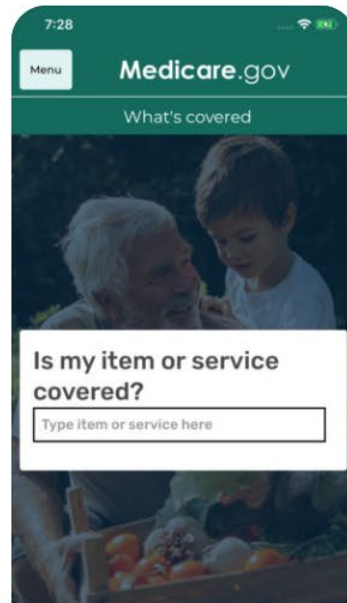 7:28
Menu
Medicare.gov
What's covered
Is my item or service
covered?
Type item or service here